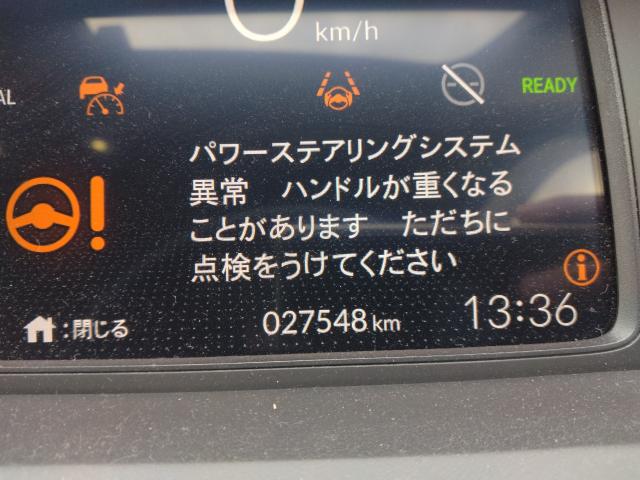 km/h
AL
READY
パワーステアリングシステム
異常　ハンドルが重くなる
ことがあります　ただちに
点検をうけてください
:閉じる
027548 km
13:36